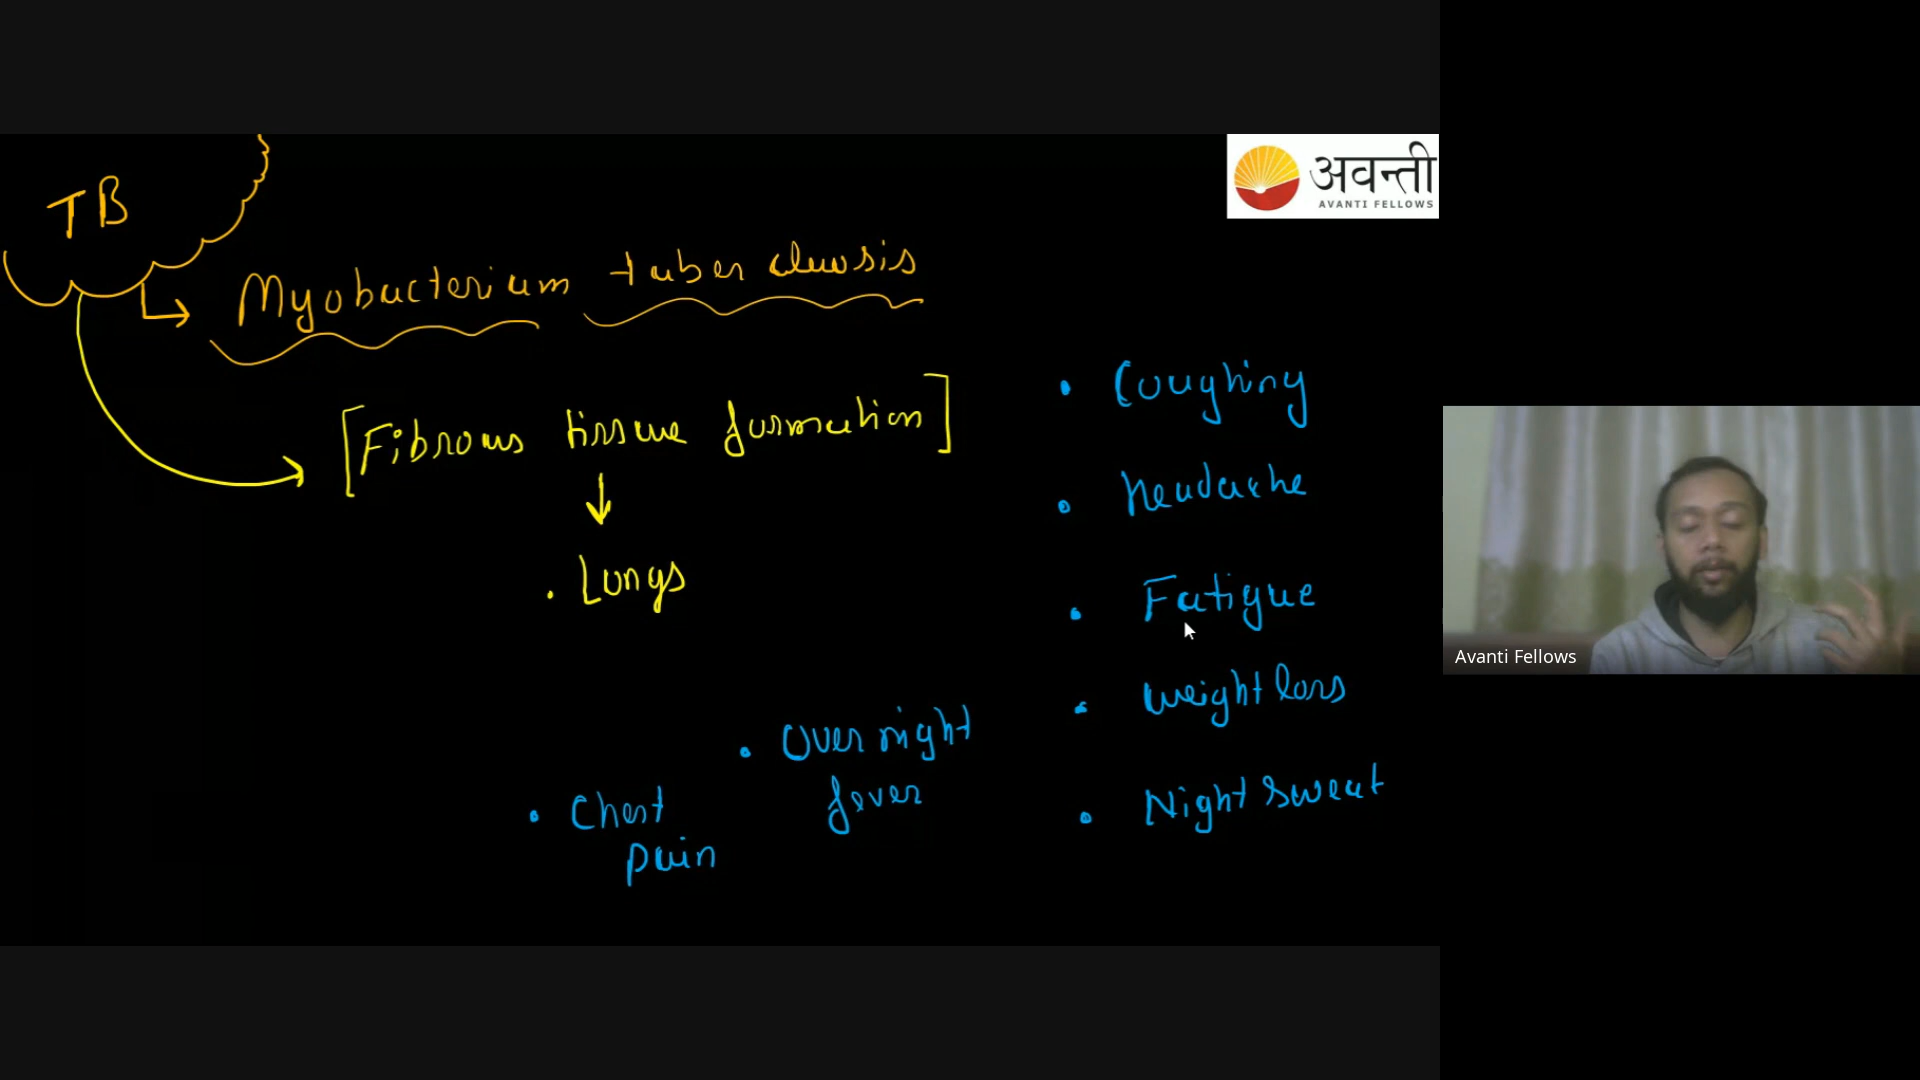 अवन्ती
AVANTI FELLOWS
TB
Myobacterium tuberclusis
[Fibrous tissue formation]
. Lungs
• Coughing
• headache
• Fatigue
• weight loss
• Night sweat
• Over night
fever
• Chest
pain
Avanti Fellows